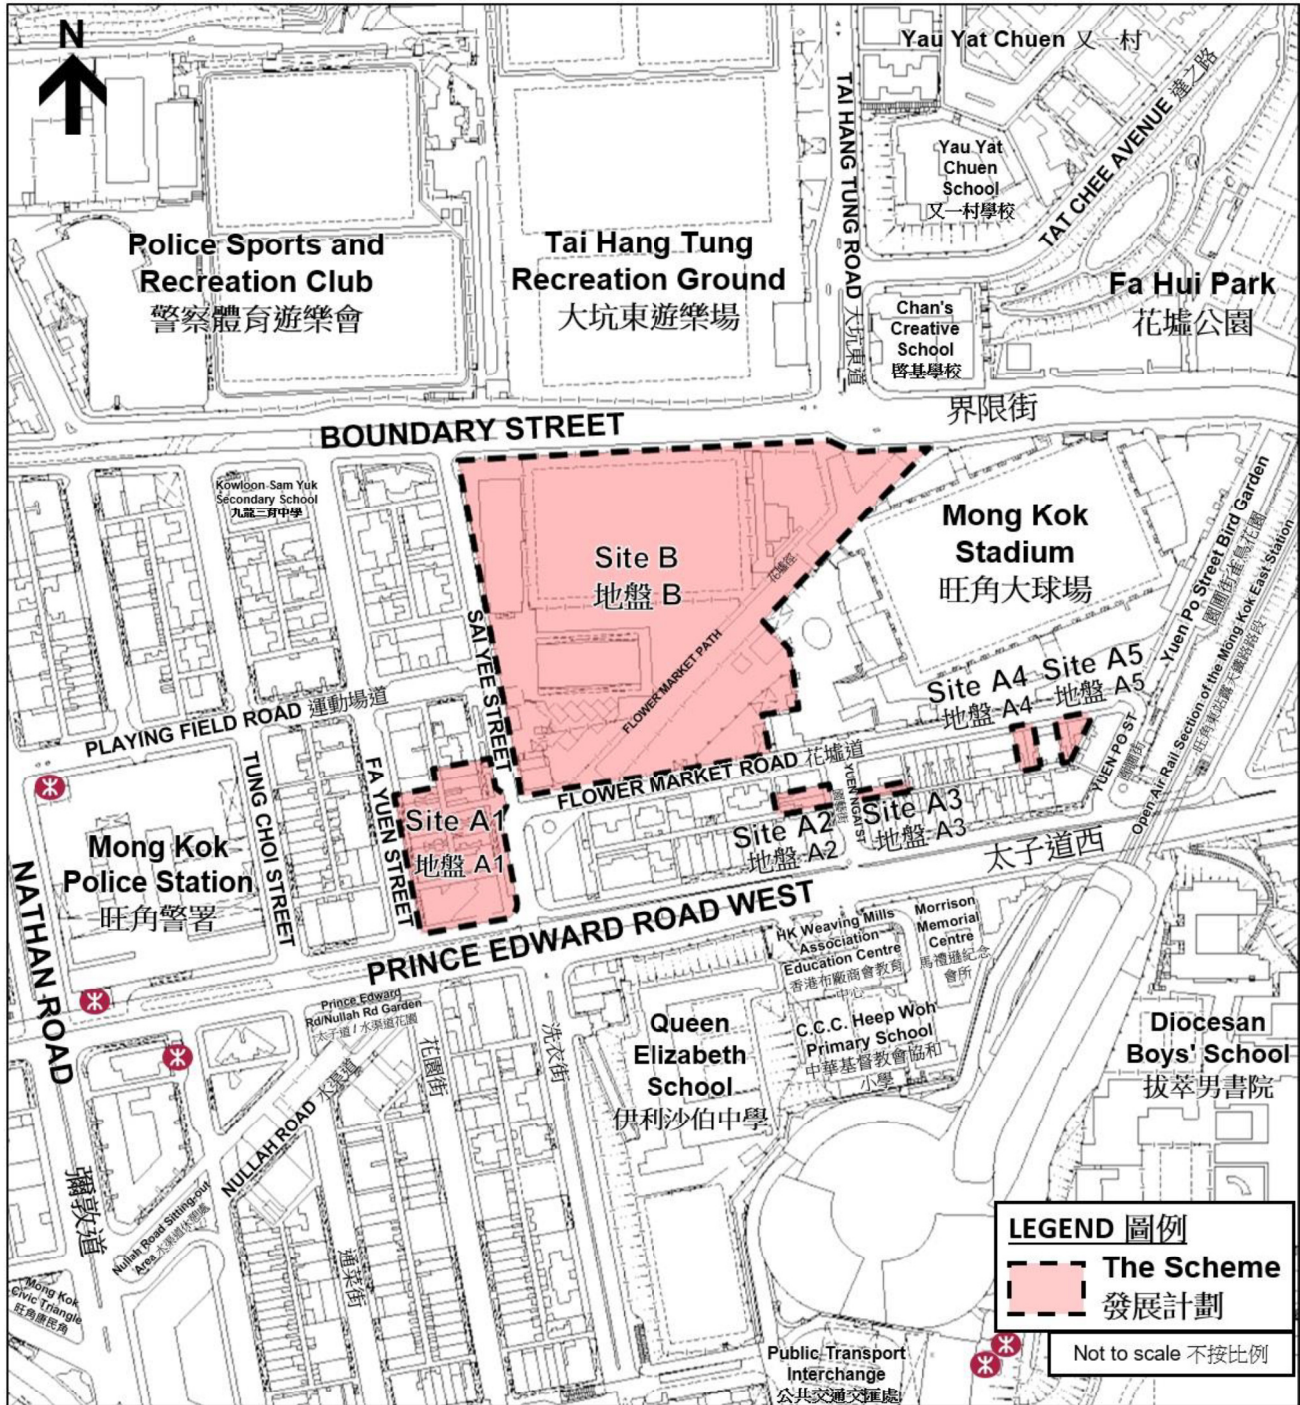 N
Yau Yat Chuen 又一村
TAI HANG TUNG ROAD 大坑東道
TAT CHEE AVENUE 達之路
Yau Yat
Chuen
School
又一村學校
Police Sports and
Recreation Club
警察體育遊樂會
Tai Hang Tung
Recreation Ground
大坑東遊樂場
Fa Hui Park
花墟公園
Chan's
Creative
School
啓基學校
BOUNDARY STREET
界限街
Kowloon Sam Yuk
Secondary School
九龍三育中學
Site B
地盤 B
花墟徑
FLOWER MARKET PATH
SAI YEE STREET
Mong Kok
Stadium
旺角大球場
Yuen Po Street Bird Garden
園圃街雀鳥花園
Open Air Rail Section of the Mong Kok East Station
旺角東站露天鐵路路段
Site A4
地盤 A4
Site A5
地盤 A5
YUEN PO ST
園圃街
PLAYING FIELD ROAD 運動場道
FLOWER MARKET ROAD 花墟道
YUEN NGAI ST
園藝街
TUNG CHOI STREET
FA YUEN STREET
Site A1
地盤 A1
Site A2
地盤 A2
Site A3
地盤 A3
Mong Kok
Police Station
旺角警署
NATHAN ROAD
彌敦道
PRINCE EDWARD ROAD WEST
太子道西
HK Weaving Mills
Association
Education Centre
香港布廠商會教育
中心
Morrison
Memorial
Centre
馬禮遜紀念
會所
Prince Edward
Rd/Nullah Rd Garden
太子道 / 水渠道花園
花園街
洗衣街
Queen
Elizabeth
School
伊利沙伯中學
C.C.C. Heep Woh
Primary School
中華基督教會協和
小學
Diocesan
Boys' School
拔萃男書院
NULLAH ROAD 水渠道
Nullah Road Sitting-out
Area 水渠道休憩處
通菜街
Mong Kok
Civic Triangle
旺角康民角
LEGEND 圖例
The Scheme
發展計劃
Not to scale 不按比例
Public Transport
Interchange
公共交通交匯處